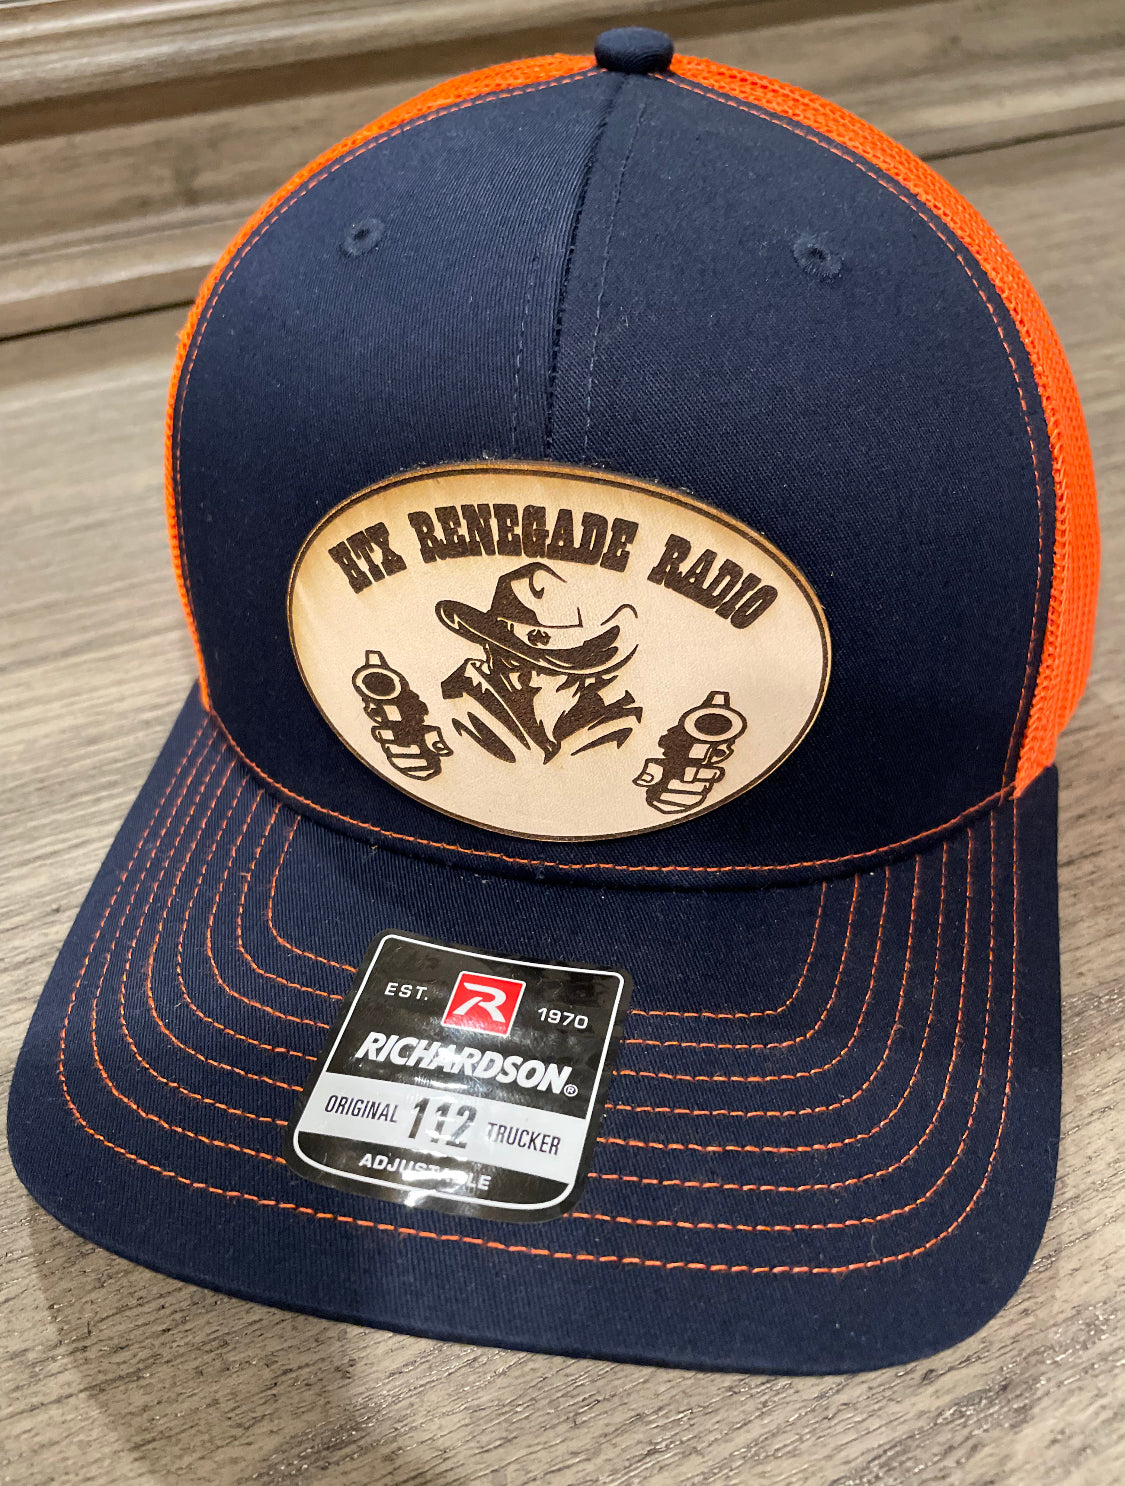 HTX RENEGADE RADIO
EST. R 1970
RICHARDSON®
ORIGINAL 112 TRUCKER
ADJUSTABLE